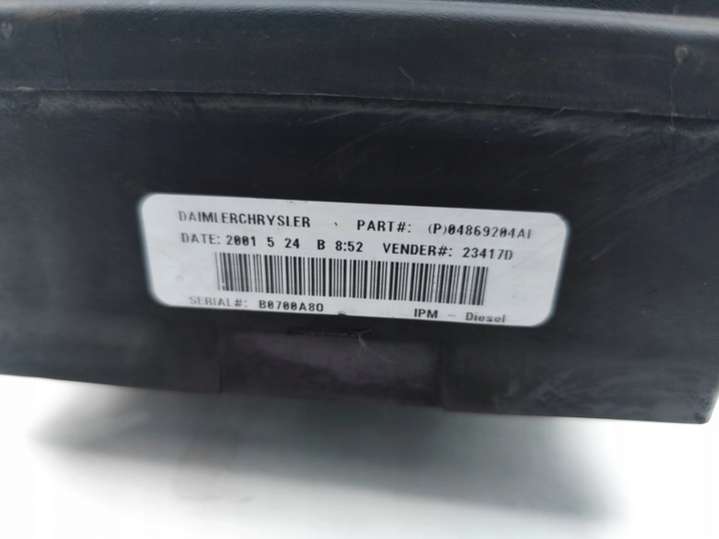 DAIMLERCHRYSLER PART#: (P)04869204AI
DATE: 2001 5 24 B 8:52 VENDER#: 23417D
SERIAL#: B0700A80
IPM - Diesel